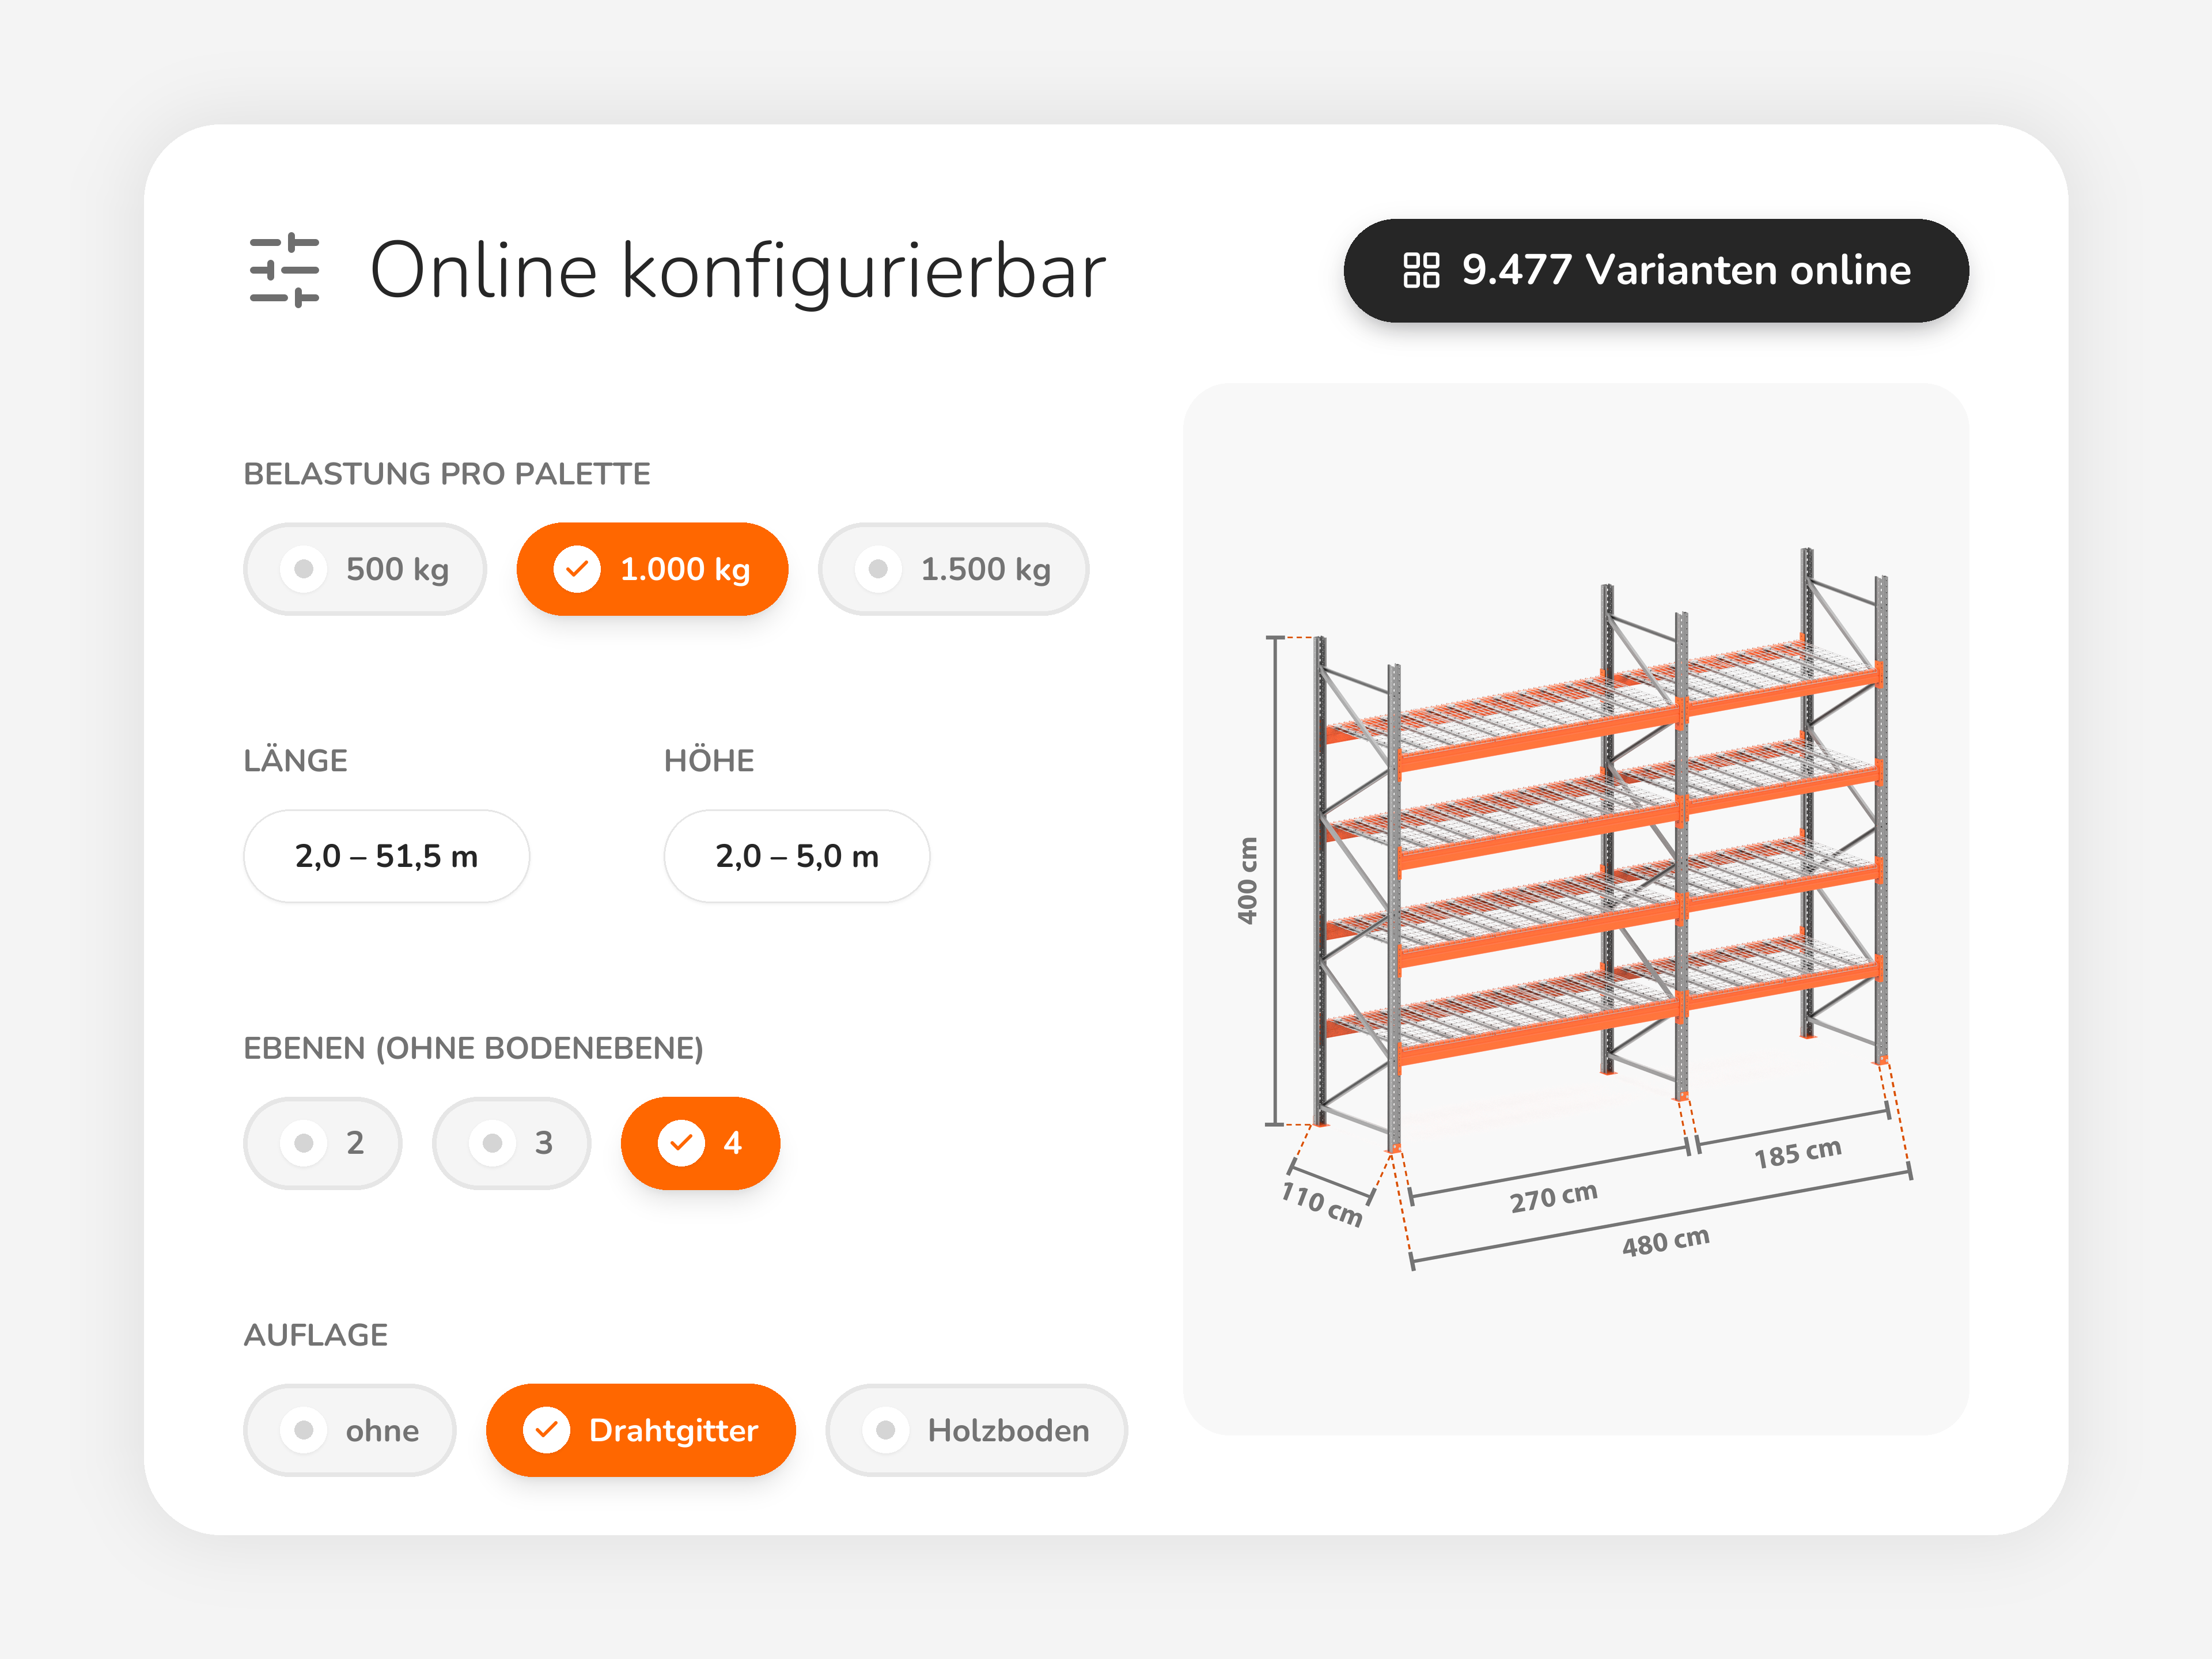 Online konfigurierbar
9.477 Varianten online
BELASTUNG PRO PALETTE
500 kg
1.000 kg
1.500 kg
LÄNGE
HÖHE
2,0 – 51,5 m
2,0 – 5,0 m
EBENEN (OHNE BODENEBENE)
2
3
4
AUFLAGE
ohne
Drahtgitter
Holzboden
400 cm
110 cm
270 cm
185 cm
480 cm